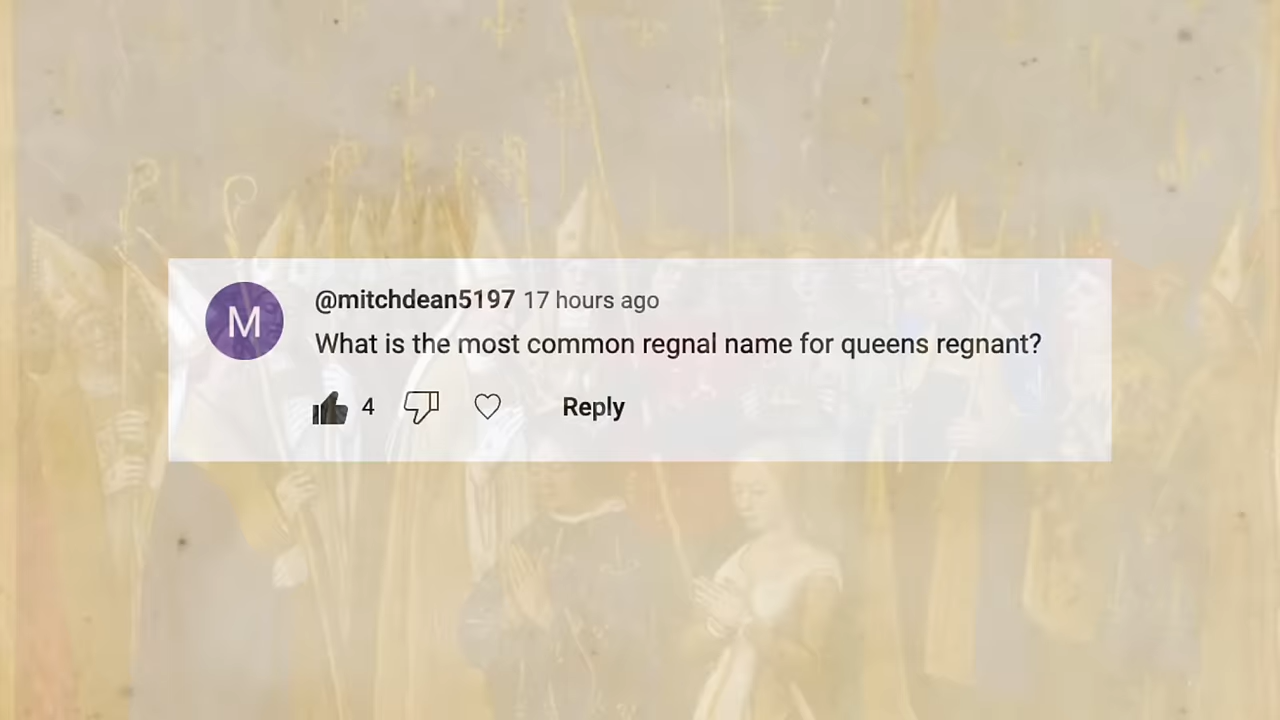 M
@mitchdean5197 17 hours ago
What is the most common regnal name for queens regnant?
4 Reply